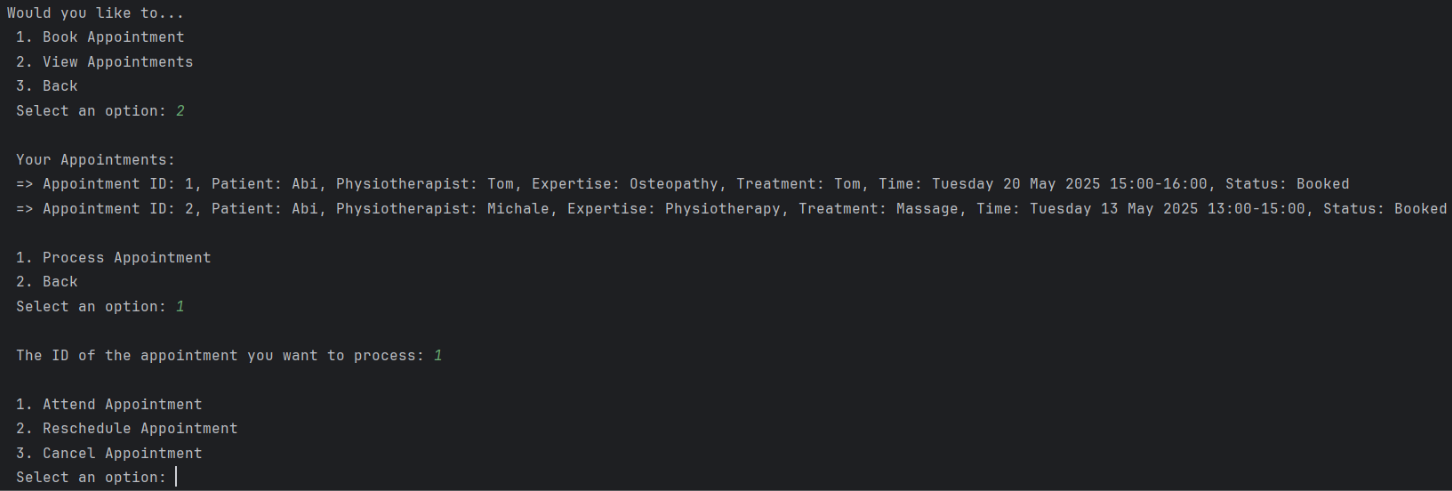 Would you like to...
1. Book Appointment
2. View Appointments
3. Back
Select an option: 2
Your Appointments:
=> Appointment ID: 1, Patient: Abi, Physiotherapist: Tom, Expertise: Osteopathy, Treatment: Tom, Time: Tuesday 20 May 2025 15:00-16:00, Status: Booked
=> Appointment ID: 2, Patient: Abi, Physiotherapist: Michale, Expertise: Physiotherapy, Treatment: Massage, Time: Tuesday 13 May 2025 13:00-15:00, Status: Booked
1. Process Appointment
2. Back
Select an option: 1
The ID of the appointment you want to process: 1
1. Attend Appointment
2. Reschedule Appointment
3. Cancel Appointment
Select an option: